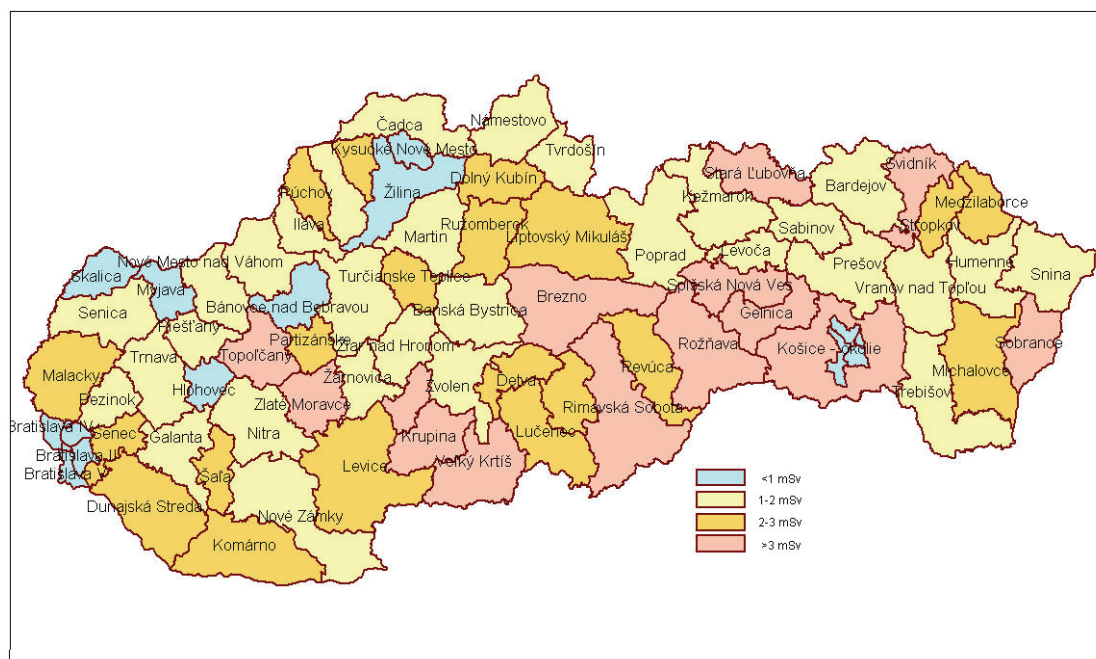 Námestovo
Čadca
Kysucké Nové Mesto
Tvrdošín
Stará Ľubovňa
Svidník
Bardejov
Dolný Kubín
Púchov
Žilina
Kežmarok
Medzilaborce
Ilava
Ružomberok
Stropkov
Martin
Liptovský Mikuláš
Sabinov
Poprad
Levoča
Prešov
Humenné
Nové Mesto nad Váhom
Skalica
Snina
Turčianske Teplice
Myjava
Spišská Nová Ves
Vranov nad Topľou
Brezno
Bánovce nad Bebravou
Senica
Banská Bystrica
Gelnica
Piešťany
Partizánske
Žiar nad Hronom
Rožňava
Košice - okolie
Sobrance
Trnava
Topoľčany
Revúca
Malacky
Michalovce
Žarnovica
Detva
Zvolen
Hlohovec
Trebišov
Pezinok
Zlaté Moravce
Rimavská Sobota
Bratislava IV
Senec
Galanta
Nitra
Krupina
Lučenec
Bratislava II
Veľký Krtíš
Levice
Bratislava V
Šaľa
Dunajská Streda
Nové Zámky
Komárno
<1 mSv
1-2 mSv
2-3 mSv
>3 mSv